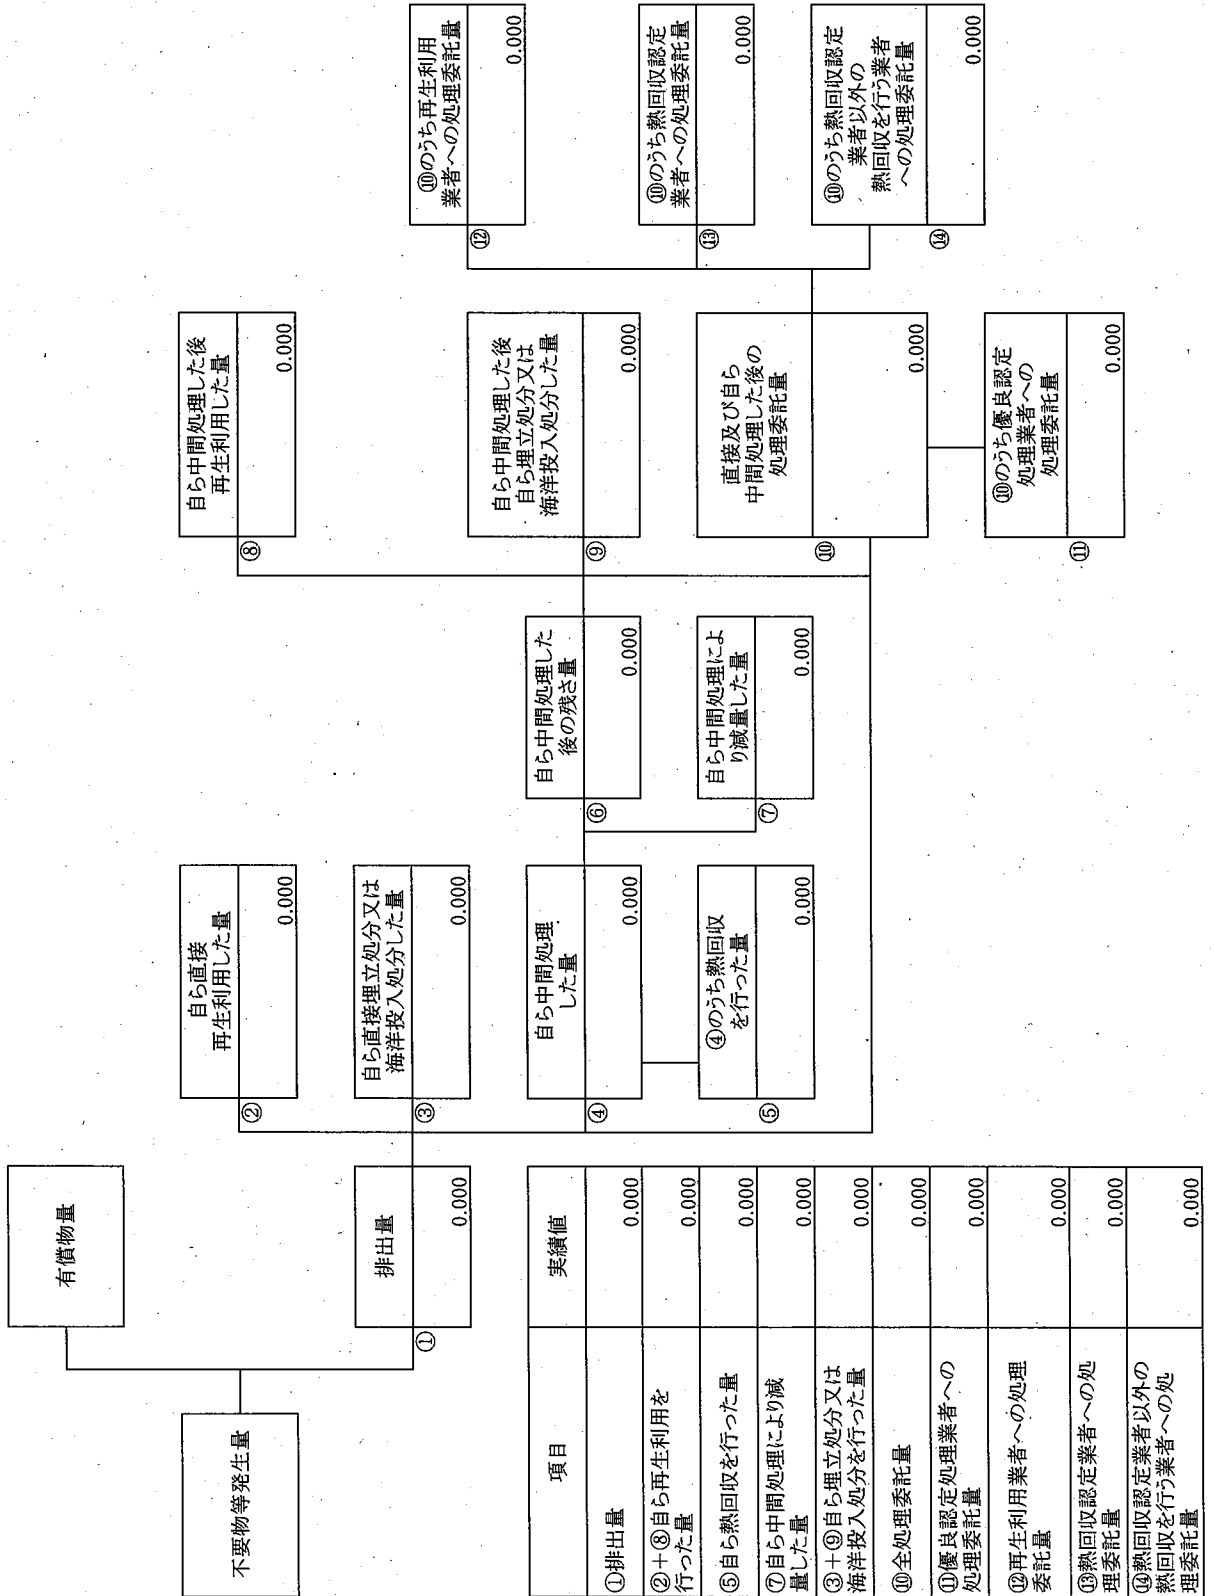 不要物等発生量
有償物量
①
排出量
0.000
②
自ら直接
再生利用した量
0.000
③
自ら直接埋立処分又は
海洋投入処分した量
0.000
④
自ら中間処理
した量
0.000
⑤
④のうち熱回収
を行った量
0.000
⑥
自ら中間処理した
後の残さ量
0.000
⑦
自ら中間処理によ
り減量した量
0.000
⑧
自ら中間処理した後
再生利用した量
0.000
⑨
自ら中間処理した後
自ら埋立処分又は
海洋投入処分した量
0.000
⑩
直接及び自ら
中間処理した後の
処理委託量
0.000
⑪
⑩のうち優良認定
処理業者への
処理委託量
0.000
⑫
⑩のうち再生利用
業者への処理委託量
0.000
⑬
⑩のうち熱回収認定
業者への処理委託量
0.000
⑭
⑩のうち熱回収認定
業者以外の
熱回収を行う業者
への処理委託量
0.000
項目 実績値
①排出量 0.000
②+⑧自ら再生利用を
行った量 0.000
⑤自ら熱回収を行った量 0.000
⑦自ら中間処理により減
量した量 0.000
③+⑨自ら埋立処分又は
海洋投入処分を行った量 0.000
⑩全処理委託量 0.000
⑪優良認定処理業者への
処理委託量 0.000
⑫再生利用業者への処理
委託量 0.000
⑬熱回収認定業者への処
理委託量 0.000
⑭熱回収認定業者以外の
熱回収を行う業者への処
理委託量 0.000